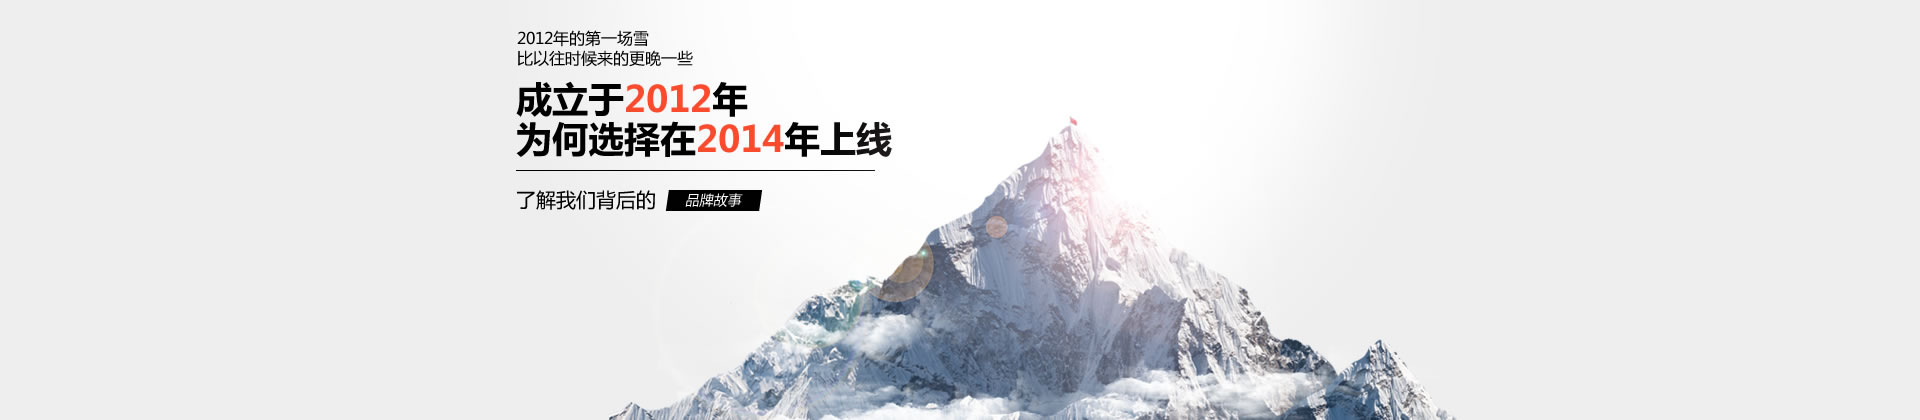 2012年的第一场雪
比以往时候来的更晚一些
成立于2012年
为何选择在2014年上线
了解我们背后的 品牌故事